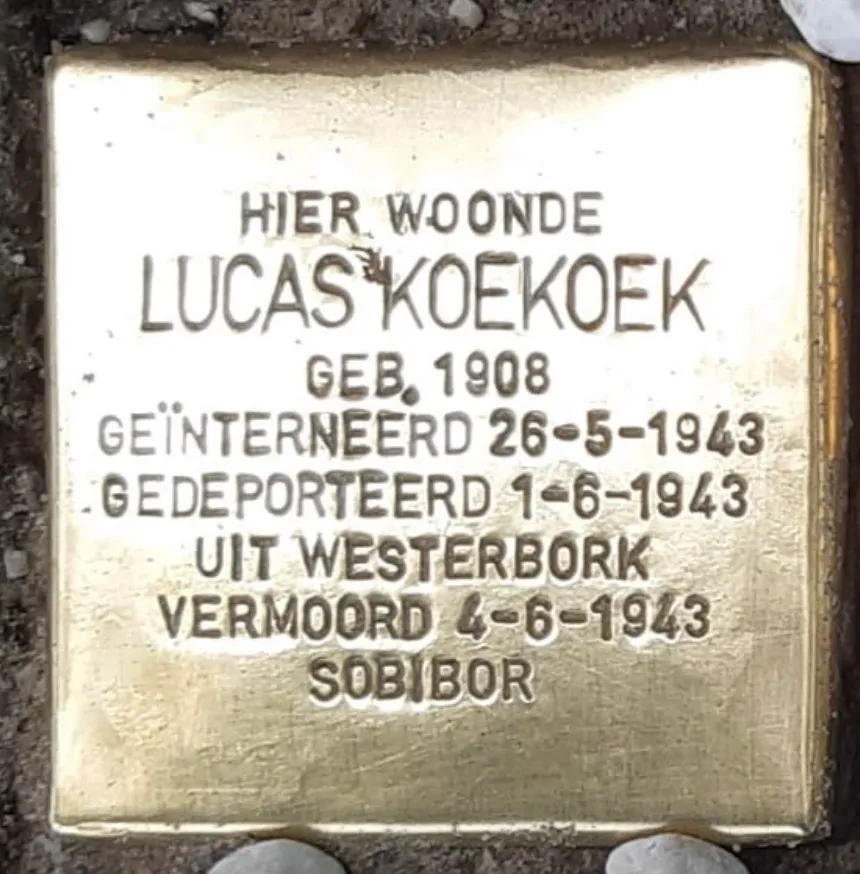 HIER WOONDE
LUCAS KOEKOEK
GEB. 1908
GEÏNTERNEERD 26-5-1943
GEDEPORTEERD 1-6-1943
UIT WESTERBORK
VERMOORD 4-6-1943
SOBIBOR